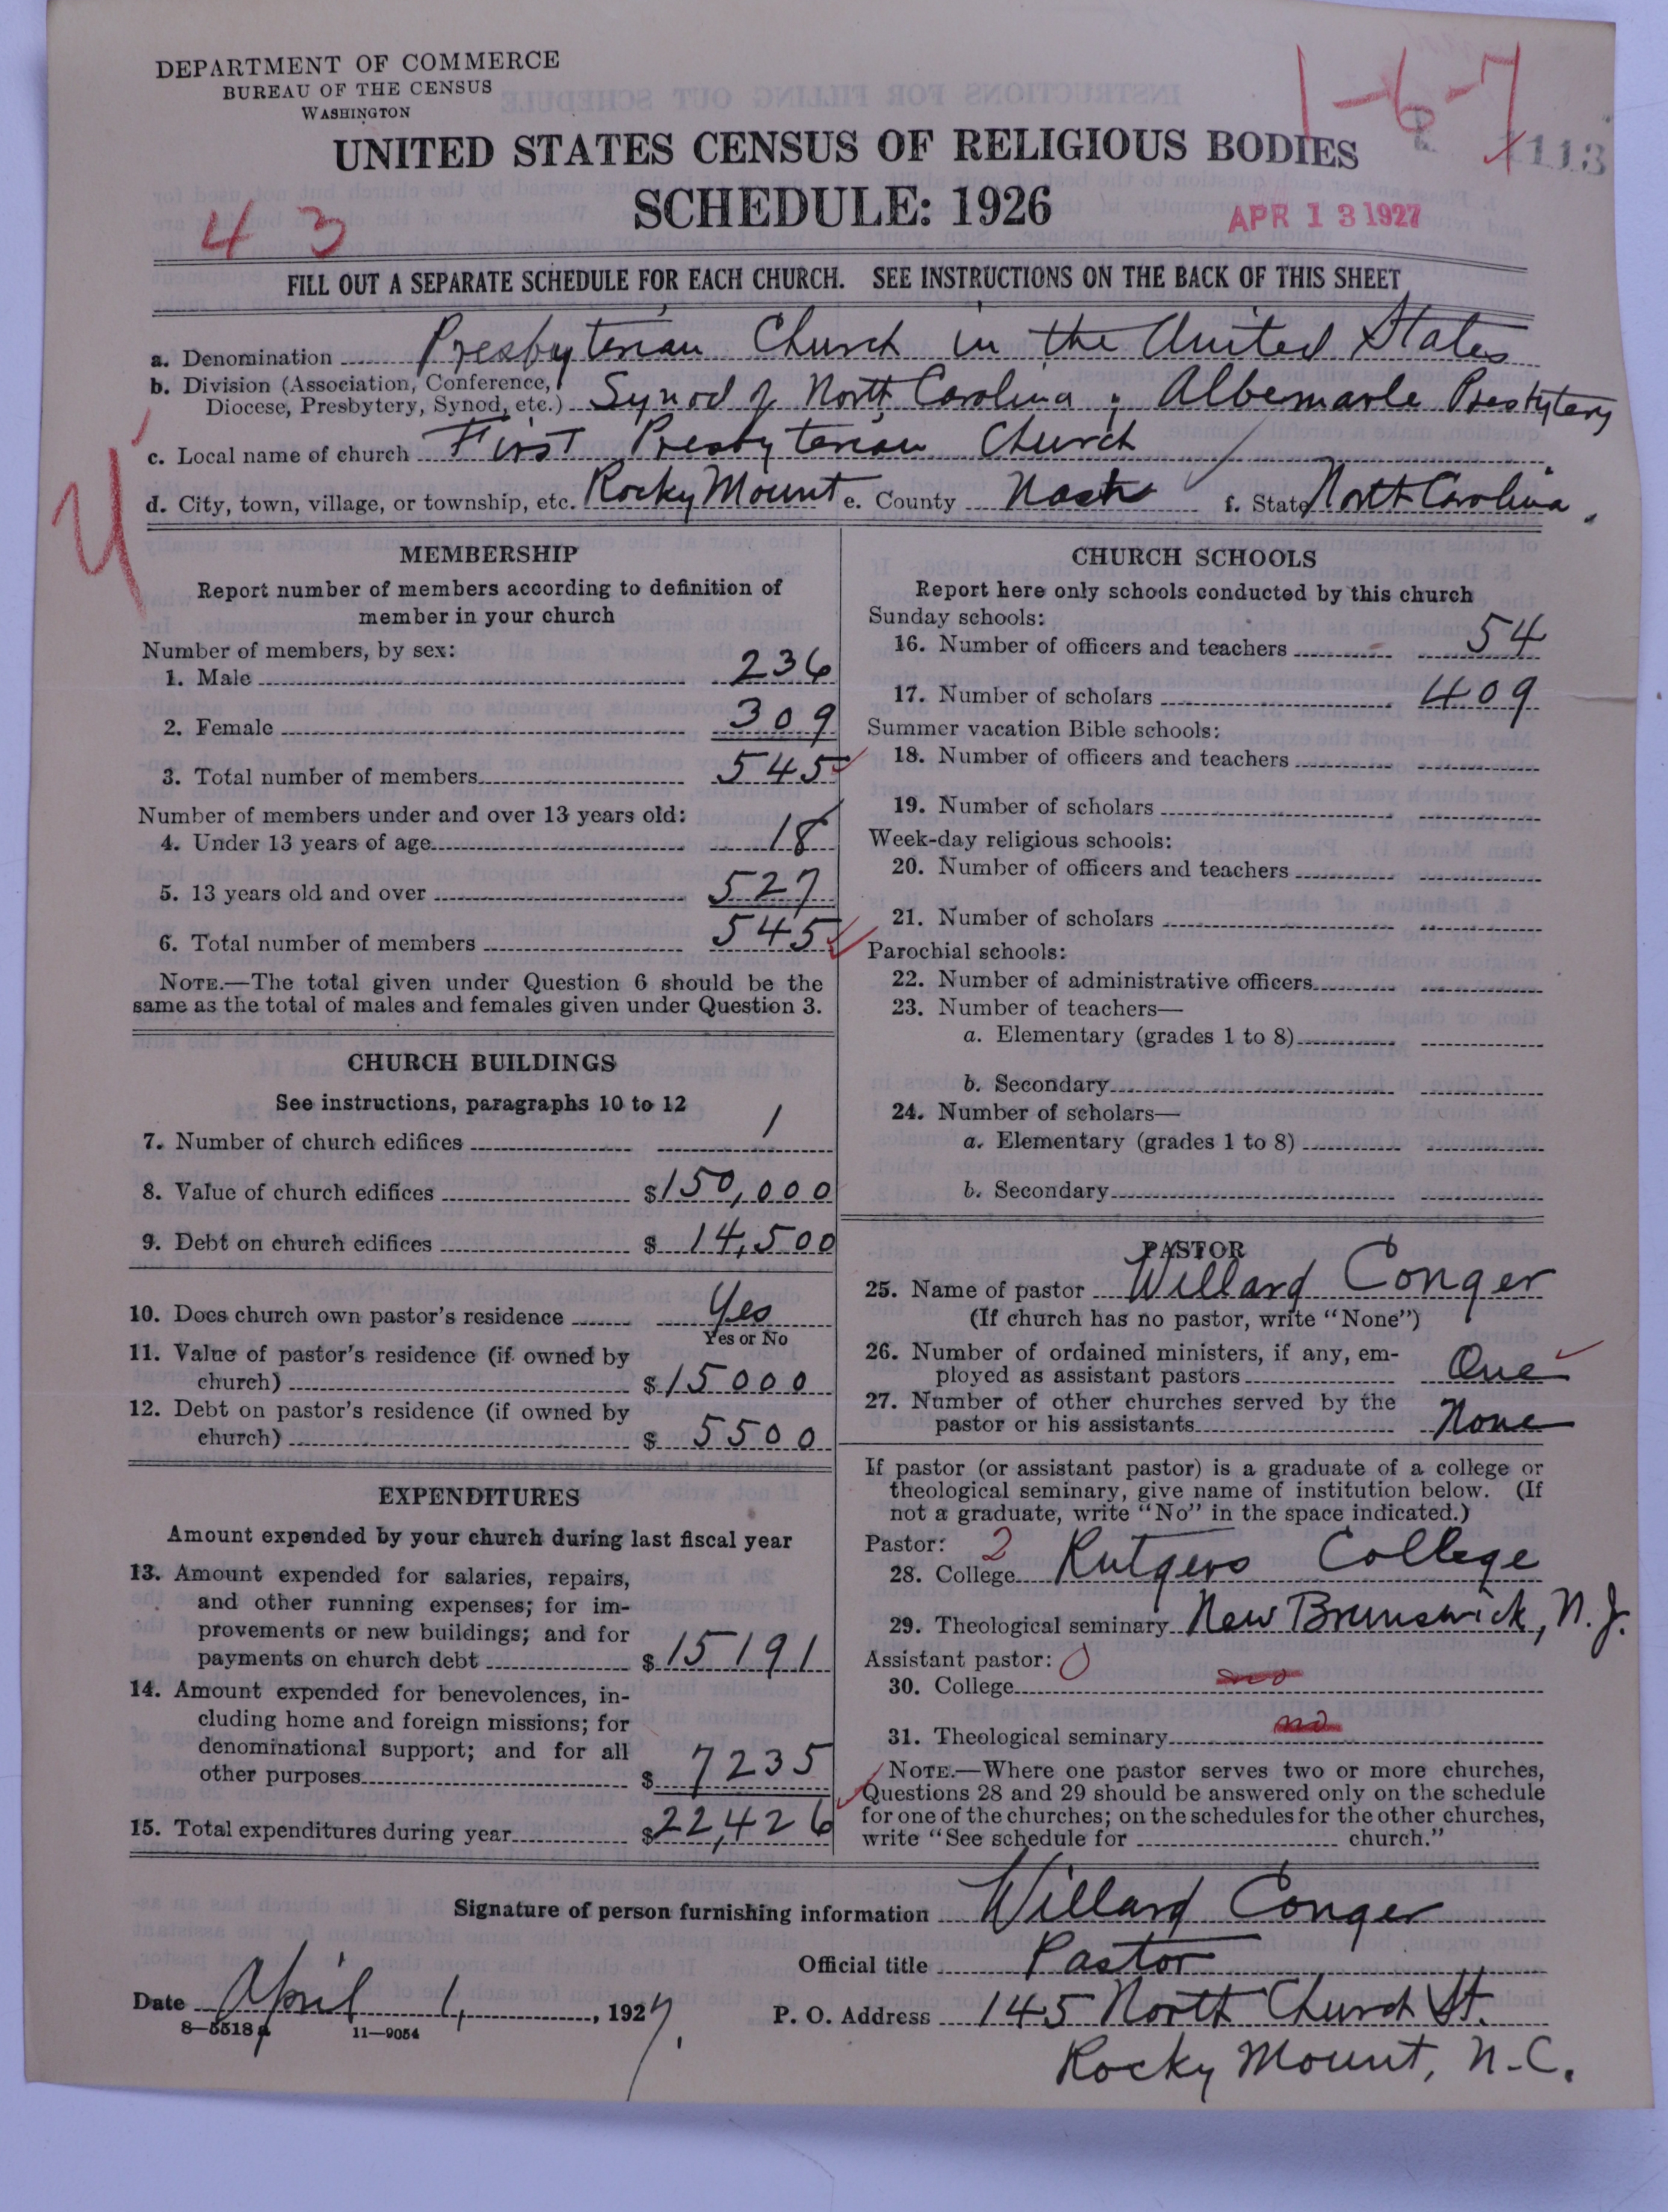 DEPARTMENT OF COMMERCE
BUREAU OF THE CENSUS
WASHINGTON
1-6-7
1113
UNITED STATES CENSUS OF RELIGIOUS BODIES
SCHEDULE: 1926
43
APR 13 1927
FILL OUT A SEPARATE SCHEDULE FOR EACH CHURCH. SEE INSTRUCTIONS ON THE BACK OF THIS SHEET
a. Denomination Presbyterian Church in the United States
b. Division (Association, Conference,
Diocese, Presbytery, Synod, etc.) Synod of North Carolina; Albemarle Presbytery
c. Local name of church First Presbyterian Church
d. City, town, village, or township, etc. Rocky Mount e. County Nash f. State North Carolina.
MEMBERSHIP
Report number of members according to definition of
member in your church
Number of members, by sex:
1. Male 236
2. Female 309
3. Total number of members 545
Number of members under and over 13 years old:
4. Under 13 years of age 18
5. 13 years old and over 527
6. Total number of members 545
NOTE.—The total given under Question 6 should be the
same as the total of males and females given under Question 3.
CHURCH BUILDINGS
See instructions, paragraphs 10 to 12
7. Number of church edifices 1
8. Value of church edifices $150,000
9. Debt on church edifices $14,500
10. Does church own pastor's residence Yes
Yes or No
11. Value of pastor's residence (if owned by
church) $15000
12. Debt on pastor's residence (if owned by
church) $5500
EXPENDITURES
Amount expended by your church during last fiscal year
13. Amount expended for salaries, repairs,
and other running expenses; for im-
provements or new buildings; and for
payments on church debt $15191
14. Amount expended for benevolences, in-
cluding home and foreign missions; for
denominational support; and for all
other purposes $7235
15. Total expenditures during year $22,426
CHURCH SCHOOLS
Report here only schools conducted by this church
Sunday schools:
16. Number of officers and teachers 54
17. Number of scholars 409
Summer vacation Bible schools:
18. Number of officers and teachers
19. Number of scholars
Week-day religious schools:
20. Number of officers and teachers
21. Number of scholars
Parochial schools:
22. Number of administrative officers
23. Number of teachers—
a. Elementary (grades 1 to 8)
b. Secondary
24. Number of scholars—
a. Elementary (grades 1 to 8)
b. Secondary
PASTOR
25. Name of pastor Willard Conger
(If church has no pastor, write "None")
26. Number of ordained ministers, if any, em-
ployed as assistant pastors One
27. Number of other churches served by the
pastor or his assistants None
If pastor (or assistant pastor) is a graduate of a college or
theological seminary, give name of institution below. (If
not a graduate, write "No" in the space indicated.)
Pastor: 2
28. College Rutgers College
29. Theological seminary New Brunswick, N.J.
Assistant pastor: 0
30. College no
31. Theological seminary no
NOTE.—Where one pastor serves two or more churches,
Questions 28 and 29 should be answered only on the schedule
for one of the churches; on the schedules for the other churches,
write "See schedule for church."
Signature of person furnishing information Willard Conger
Official title Pastor
Date April 1, 1927.
P. O. Address 145 North Church St.
Rocky Mount, N.C.
8—5518a 11—9054